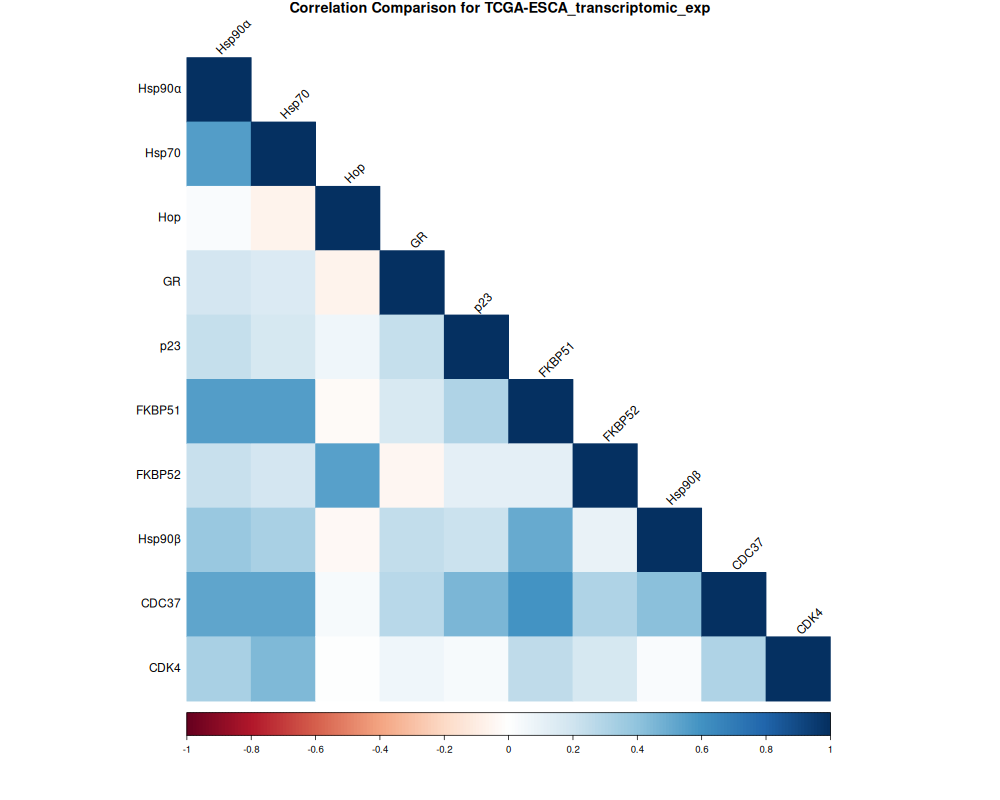 Correlation Comparison for TCGA-ESCA_transcriptomic_exp
Hsp90α
Hsp90α
Hsp70
Hsp70
Hop
Hop
GR
GR
p23
p23
FKBP51
FKBP51
FKBP52
FKBP52
Hsp90β
Hsp90β
CDC37
CDC37
CDK4
CDK4
-1 -0.8 -0.6 -0.4 -0.2 0 0.2 0.4 0.6 0.8 1